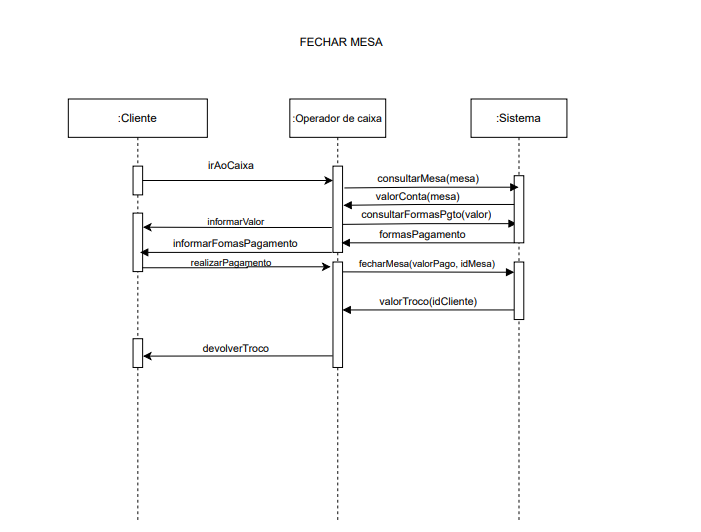 FECHAR MESA
:Cliente
:Operador de caixa
:Sistema
irAoCaixa
consultarMesa(mesa)
valorConta(mesa)
consultarFormasPgto(valor)
informarValor
formasPagamento
informarFomasPagamento
realizarPagamento
fecharMesa(valorPago, idMesa)
valorTroco(idCliente)
devolverTroco